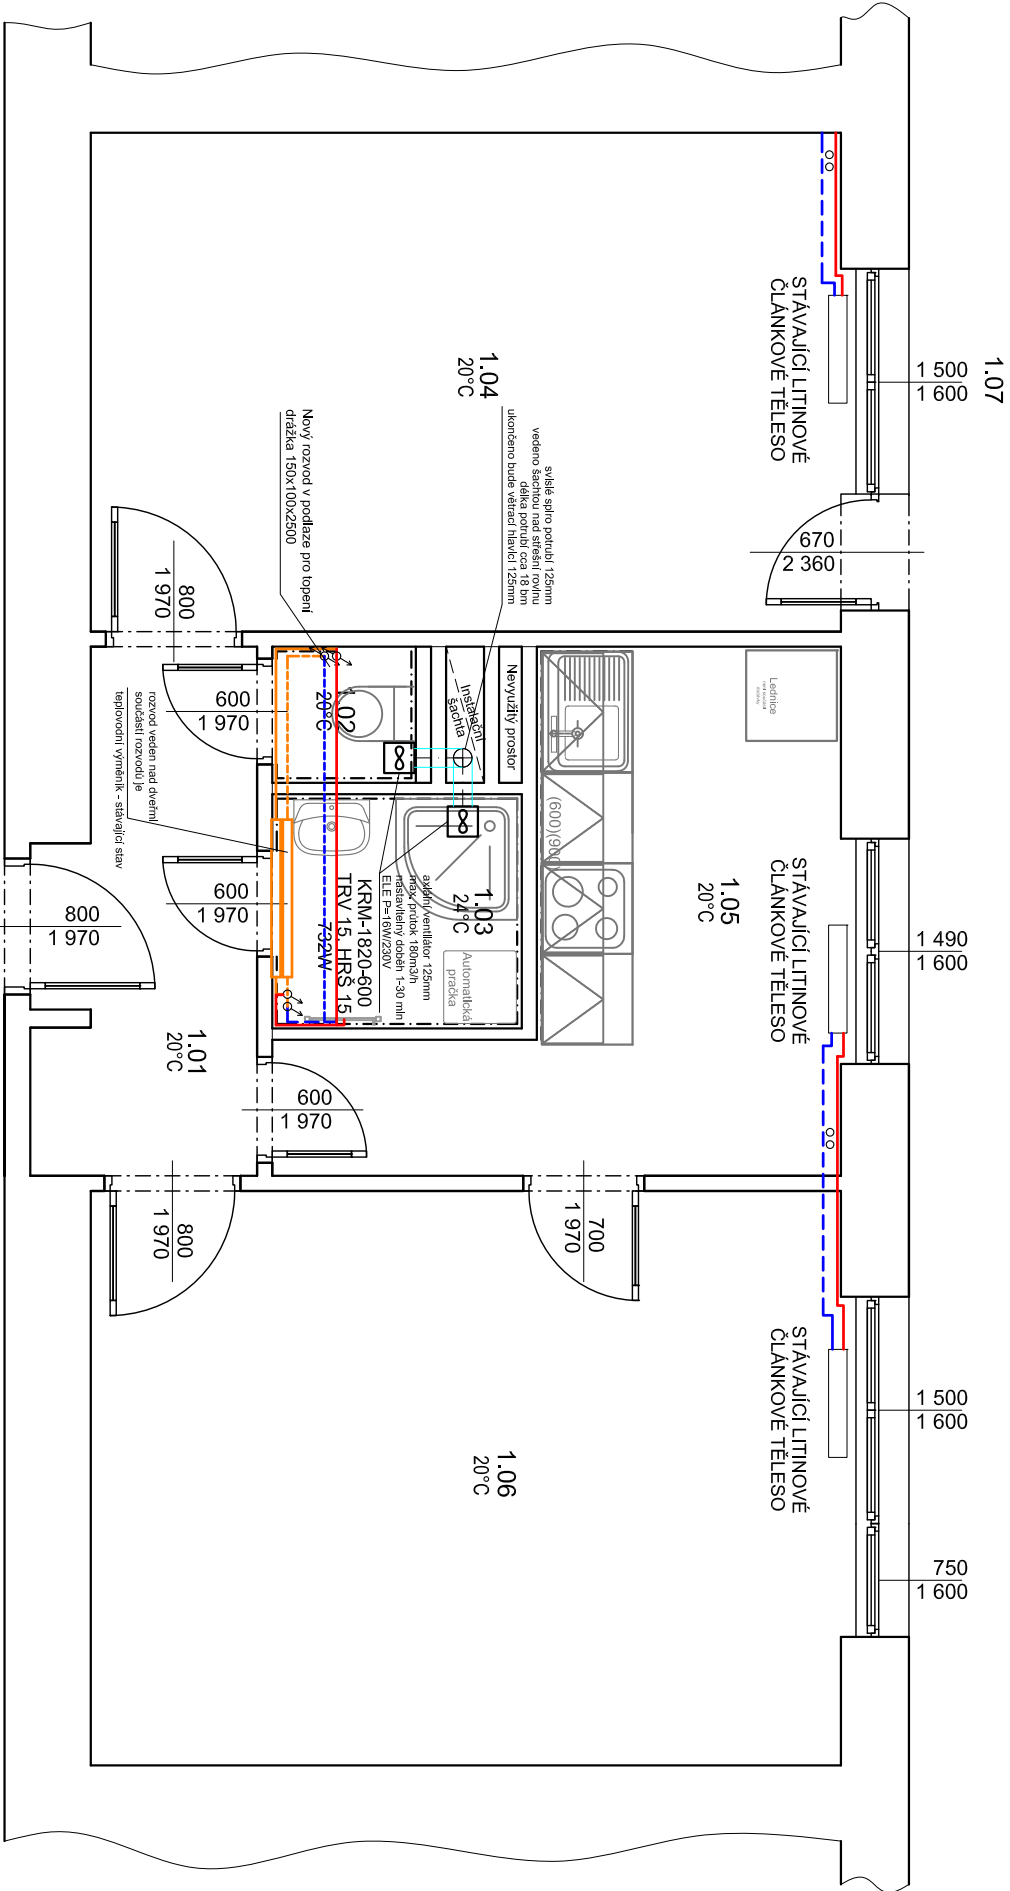 1.07
1 500
1 600
STÁVAJÍCÍ LITINOVÉ
ČLÁNKOVÉ TĚLESO
1.04
20°C
670
2 360
svislé spiro potrubí 125mm
vedeno šachtou nad střešní rovinu
délka potrubí cca 18 bm
ukončeno bude větrací hlavicí 125mm
Nový rozvod v podlaze pro topení
drážka 150x100x2500
800
1 970
600
1 970
1.02
20°C
Instalační
šachta
Nevyužitý prostor
Lednice
rozvod veden nad dveřmi
součástí rozvodů je
teplovodní výměník - stávající stav
(600)(900)
1.05
20°C
STÁVAJÍCÍ LITINOVÉ
ČLÁNKOVÉ TĚLESO
1 490
1 600
1.03
24°C
axiální ventilátor 125mm
max. průtok 180m3/h
nastavitelný doběh 1-30 min
ELE P=16W/230V
KRM-1820-600
TRV 15, HRŠ 15
732W
Automatická
pračka
600
1 970
800
1 970
1.01
20°C
600
1 970
800
1 970
700
1 970
STÁVAJÍCÍ LITINOVÉ
ČLÁNKOVÉ TĚLESO
1 500
1 600
1.06
20°C
750
1 600